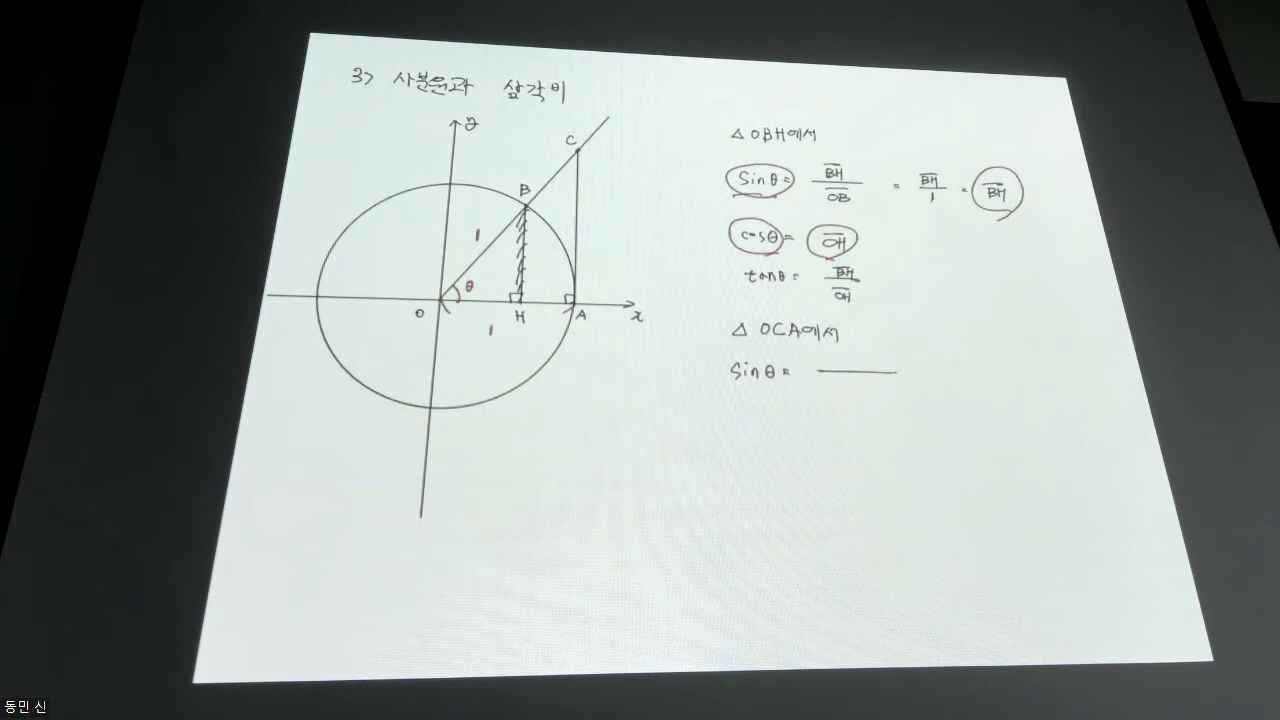 3> 사분원과 삼각비
y
C
B
1
θ
O H A x
1
△ OBH에서
Sinθ = BH/OB = BH/1 = BH
cosθ = OH
tanθ = BH/OH
△ OCA에서
Sinθ =
동민 신